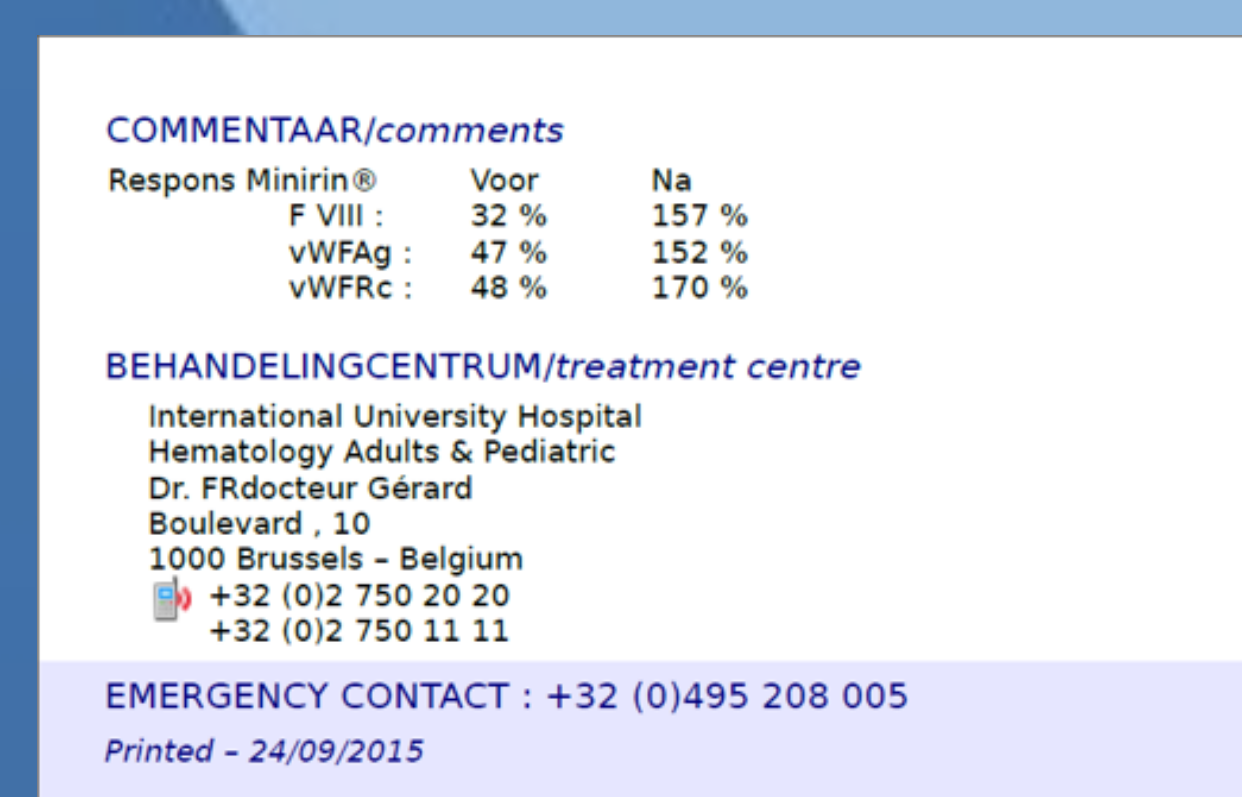 COMMENTAAR/comments
Respons Minirin® Voor Na
F VIII : 32 % 157 %
vWFAg : 47 % 152 %
vWFRc : 48 % 170 %
BEHANDELINGCENTRUM/treatment centre
International University Hospital
Hematology Adults & Pediatric
Dr. FRdocteur Gérard
Boulevard , 10
1000 Brussels – Belgium
+32 (0)2 750 20 20
+32 (0)2 750 11 11
EMERGENCY CONTACT : +32 (0)495 208 005
Printed – 24/09/2015